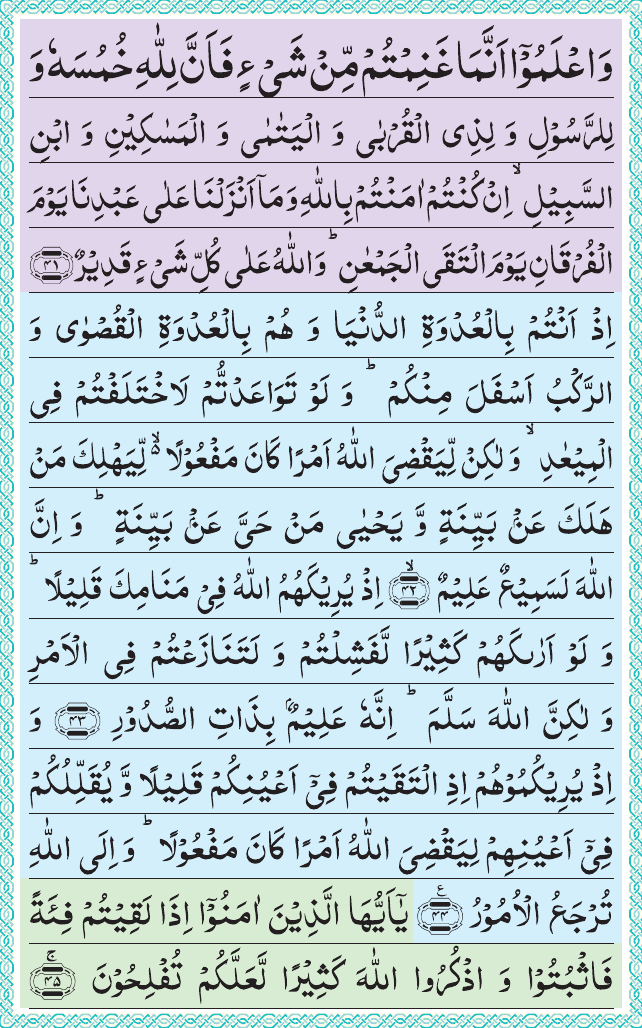 وَاعْلَمُوْۤا اَنَّمَا غَنِمْتُمْ مِّنْ شَیْءٍ فَاَنَّ لِلّٰهِ خُمُسَهٗ وَ
لِلرَّسُوْلِ وَ لِذِی الْقُرْبٰی وَ الْیَتٰمٰی وَ الْمَسٰكِیْنِ وَ ابْنِ
السَّبِیْلِ ۙ اِنْ كُنْتُمْ اٰمَنْتُمْ بِاللّٰهِ وَ مَاۤ اَنْزَلْنَا عَلٰی عَبْدِنَا یَوْمَ
الْفُرْقَانِ یَوْمَ الْتَقَی الْجَمْعٰنِ ؕ وَ اللّٰهُ عَلٰی كُلِّ شَیْءٍ قَدِیْرٌ ﴿۴۱﴾
اِذْ اَنْتُمْ بِالْعُدْوَةِ الدُّنْیَا وَ هُمْ بِالْعُدْوَةِ الْقُصْوٰی وَ
الرَّكْبُ اَسْفَلَ مِنْكُمْ ؕ وَ لَوْ تَوَاعَدْتُّمْ لَاخْتَلَفْتُمْ فِی
الْمِیْعٰدِ ۙ وَ لٰكِنْ لِّیَقْضِیَ اللّٰهُ اَمْرًا كَانَ مَفْعُوْلًا ۙ۬ لِّیَهْلِكَ مَنْ
هَلَكَ عَنْۢ بَیِّنَةٍ وَّ یَحْیٰی مَنْ حَیَّ عَنْۢ بَیِّنَةٍ ؕ وَ اِنَّ
اللّٰهَ لَسَمِیْعٌ عَلِیْمٌ ﴿ۙ۴۲﴾ اِذْ یُرِیْكَهُمُ اللّٰهُ فِیْ مَنَامِكَ قَلِیْلًا ؕ
وَ لَوْ اَرٰىكَهُمْ كَثِیْرًا لَّفَشِلْتُمْ وَ لَتَنَازَعْتُمْ فِی الْاَمْرِ
وَ لٰكِنَّ اللّٰهَ سَلَّمَ ؕ اِنَّهٗ عَلِیْمٌۢ بِذَاتِ الصُّدُوْرِ ﴿۴۳﴾ وَ
اِذْ یُرِیْكُمُوْهُمْ اِذِ الْتَقَیْتُمْ فِیْۤ اَعْیُنِكُمْ قَلِیْلًا وَّ یُقَلِّلُكُمْ
فِیْۤ اَعْیُنِهِمْ لِیَقْضِیَ اللّٰهُ اَمْرًا كَانَ مَفْعُوْلًا ؕ وَ اِلَی اللّٰهِ
تُرْجَعُ الْاُمُوْرُ ﴿۴۴﴾ ع یٰۤاَیُّهَا الَّذِیْنَ اٰمَنُوْۤا اِذَا لَقِیْتُمْ فِئَةً
فَاثْبُتُوْا وَ اذْكُرُوا اللّٰهَ كَثِیْرًا لَّعَلَّكُمْ تُفْلِحُوْنَ ﴿ۚ۴۵﴾